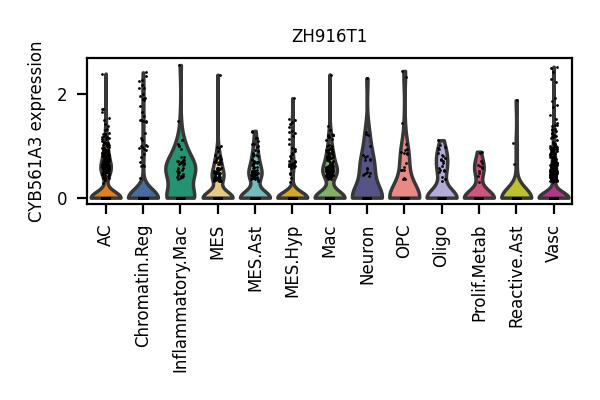 ZH916T1
CYB561A3 expression
2
0
AC
Chromatin.Reg
Inflammatory.Mac
MES
MES.Ast
MES.Hyp
Mac
Neuron
OPC
Oligo
Prolif.Metab
Reactive.Ast
Vasc